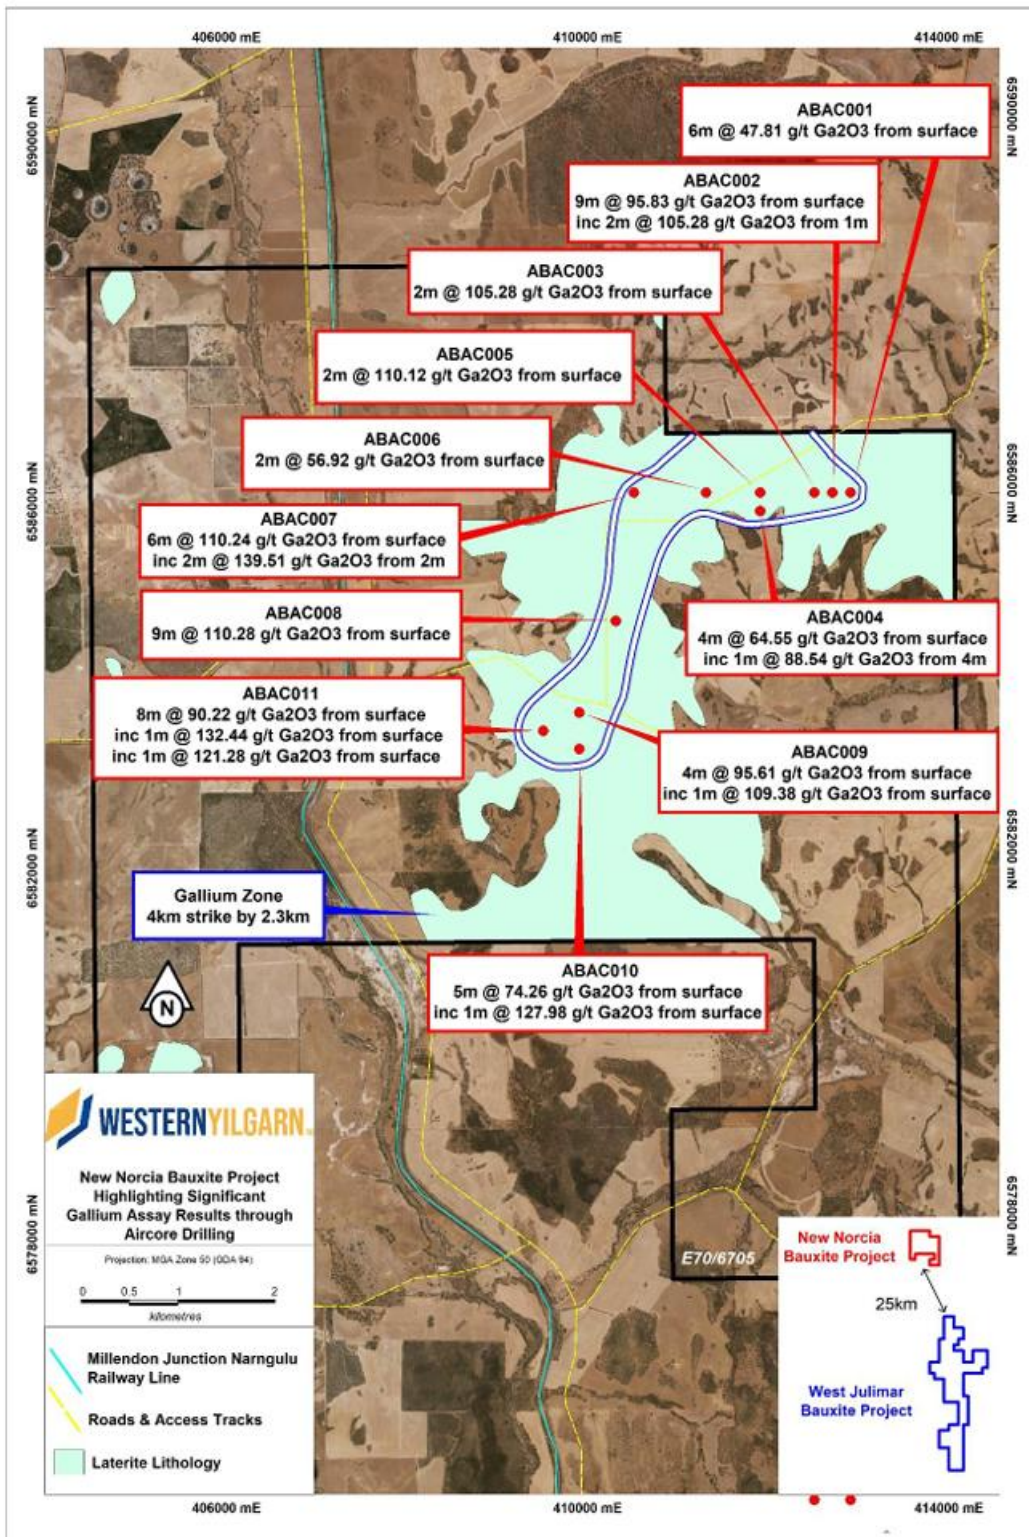 406000 mE
410000 mE
414000 mE
6590000 mN
6590000 mN
ABAC001
6m @ 47.81 g/t Ga2O3 from surface
ABAC002
9m @ 95.83 g/t Ga2O3 from surface
inc 2m @ 105.28 g/t Ga2O3 from 1m
ABAC003
2m @ 105.28 g/t Ga2O3 from surface
ABAC005
2m @ 110.12 g/t Ga2O3 from surface
ABAC006
2m @ 56.92 g/t Ga2O3 from surface
6586000 mN
6586000 mN
ABAC007
6m @ 110.24 g/t Ga2O3 from surface
inc 2m @ 139.51 g/t Ga2O3 from 2m
ABAC008
9m @ 110.28 g/t Ga2O3 from surface
ABAC004
4m @ 64.55 g/t Ga2O3 from surface
inc 1m @ 88.54 g/t Ga2O3 from 4m
ABAC011
8m @ 90.22 g/t Ga2O3 from surface
inc 1m @ 132.44 g/t Ga2O3 from surface
inc 1m @ 121.28 g/t Ga2O3 from surface
ABAC009
4m @ 95.61 g/t Ga2O3 from surface
inc 1m @ 109.38 g/t Ga2O3 from surface
6582000 mN
6582000 mN
Gallium Zone
4km strike by 2.3km
ABAC010
5m @ 74.26 g/t Ga2O3 from surface
inc 1m @ 127.98 g/t Ga2O3 from surface
N
WESTERNYILGARN
New Norcia Bauxite Project
Highlighting Significant
Gallium Assay Results through
Aircore Drilling
Projection: MGA Zone 50 (GDA 94)
0 0.5 1 2
kilometres
6578000 mN
6578000 mN
E70/6705
New Norcia
Bauxite Project
25km
West Julimar
Bauxite Project
Millendon Junction Narngulu
Railway Line
Roads & Access Tracks
Laterite Lithology
406000 mE
410000 mE
414000 mE